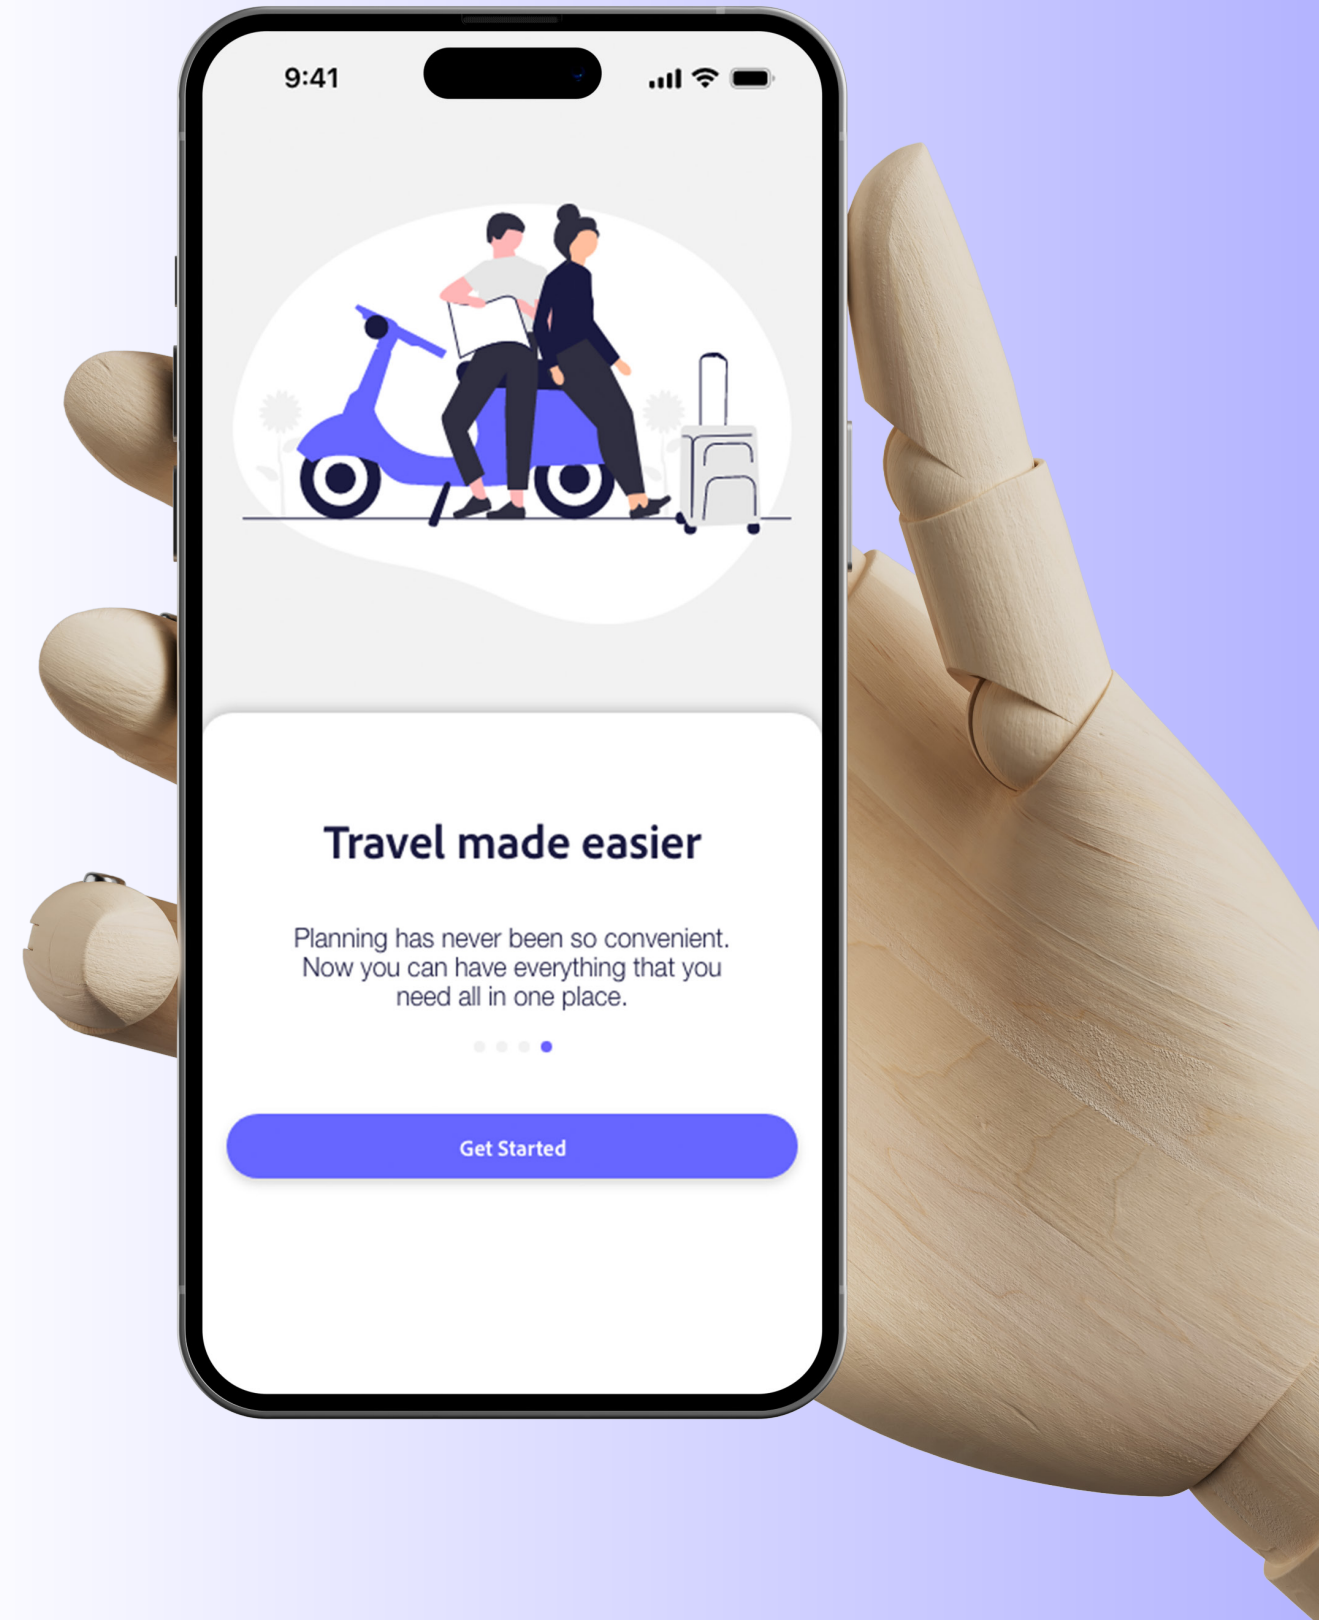 9:41
Travel made easier
Planning has never been so convenient.
Now you can have everything that you
need all in one place.
Get Started